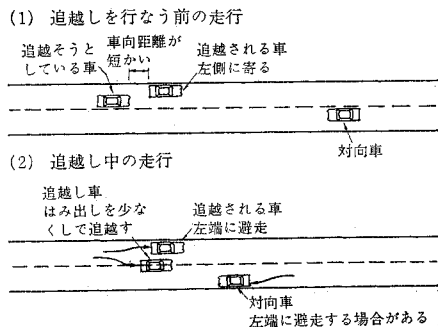 (1) 追越しを行なう前の走行
追越そうと
している車
車向距離が
短かい
追越される車
左側に寄る
対向車
(2) 追越し中の走行
追越し車
はみ出しを少な
くして追越す
追越される車
左端に避走
対向車
左端に避走する場合がある